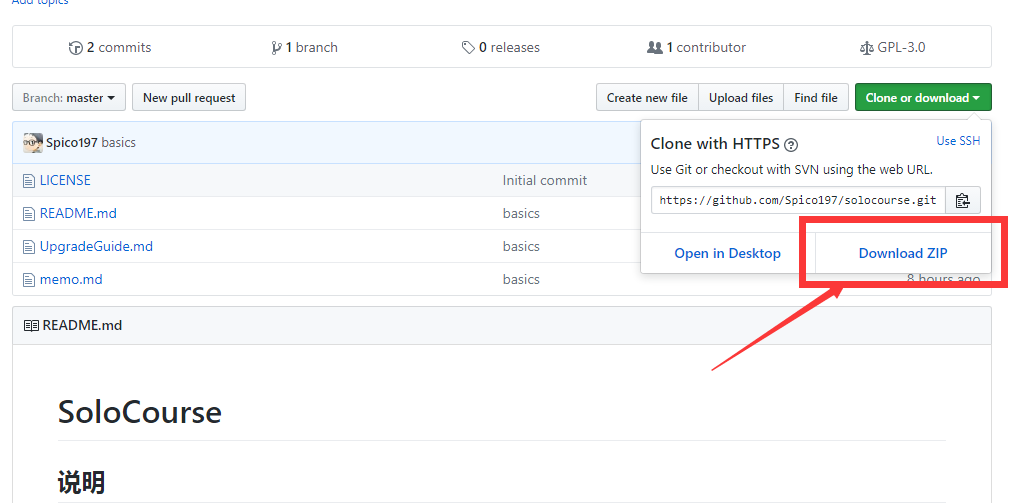 Add topics
2 commits 1 branch 0 releases 1 contributor GPL-3.0
Branch: master New pull request Create new file Upload files Find file Clone or download
Spico197 basics
Clone with HTTPS ? Use SSH
Use Git or checkout with SVN using the web URL.
https://github.com/Spico197/solocourse.git
Open in Desktop Download ZIP
LICENSE Initial commit
README.md basics
UpgradeGuide.md basics
memo.md basics 8 hours ago
README.md
SoloCourse
说明